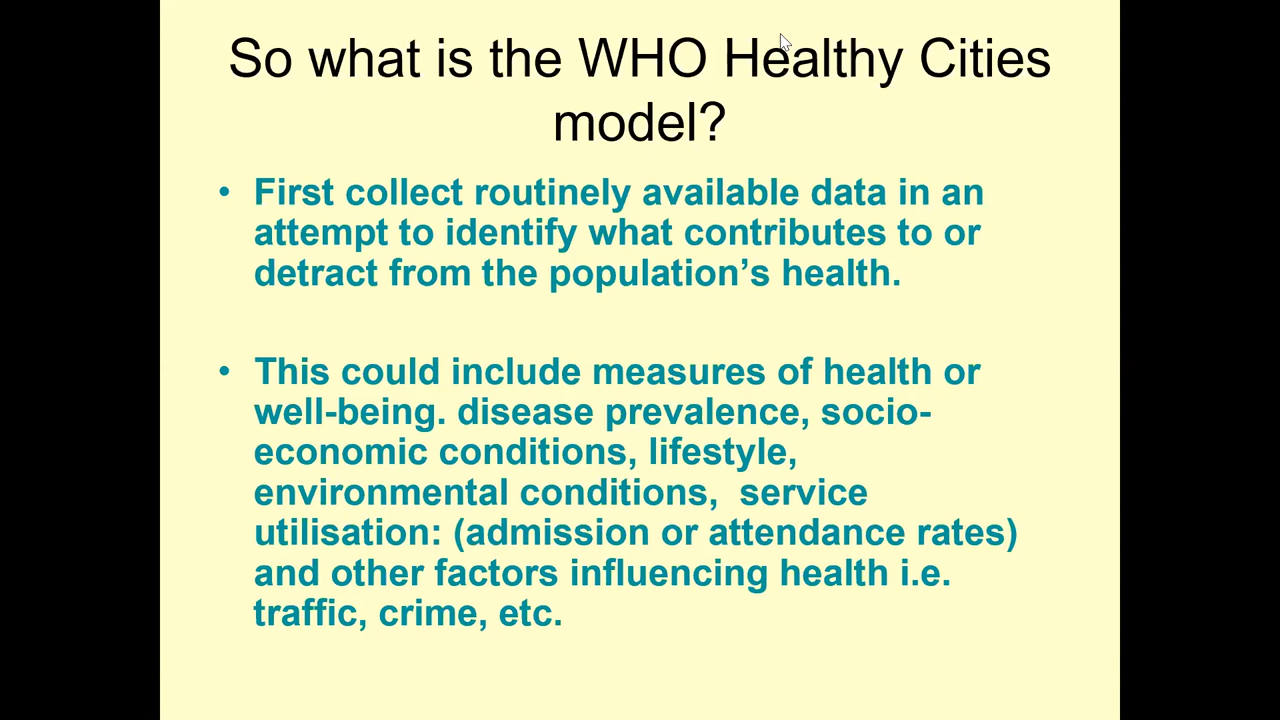 So what is the WHO Healthy Cities
model?
• First collect routinely available data in an
attempt to identify what contributes to or
detract from the population’s health.
• This could include measures of health or
well-being. disease prevalence, socio-
economic conditions, lifestyle,
environmental conditions,  service
utilisation: (admission or attendance rates)
and other factors influencing health i.e.
traffic, crime, etc.